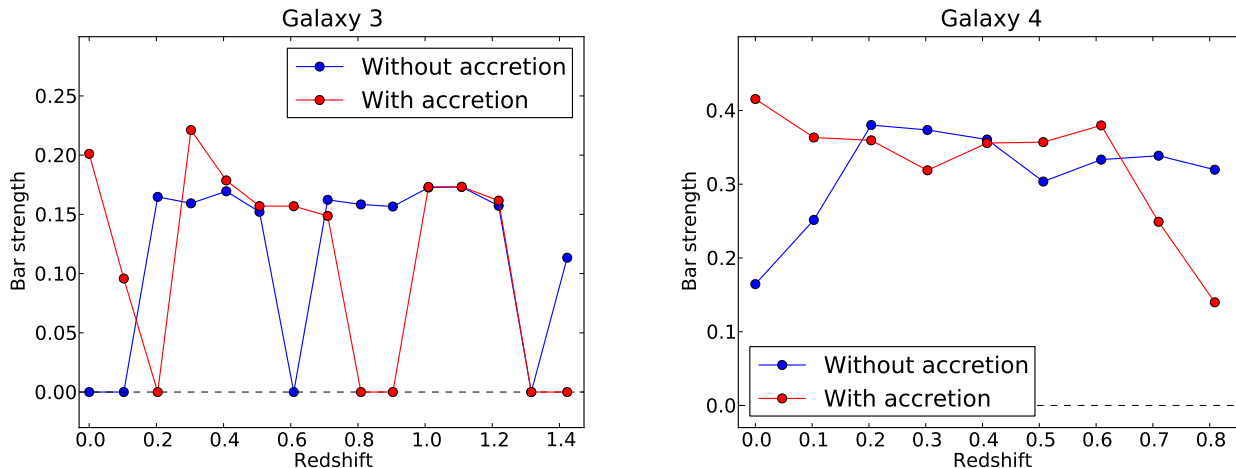 Galaxy 3
Without accretion
With accretion
0.25
0.20
0.15
0.10
0.05
0.00
Bar strength
0.0 0.2 0.4 0.6 0.8 1.0 1.2 1.4
Redshift
Galaxy 4
0.4
0.3
0.2
0.1
0.0
Bar strength
Without accretion
With accretion
0.0 0.1 0.2 0.3 0.4 0.5 0.6 0.7 0.8
Redshift